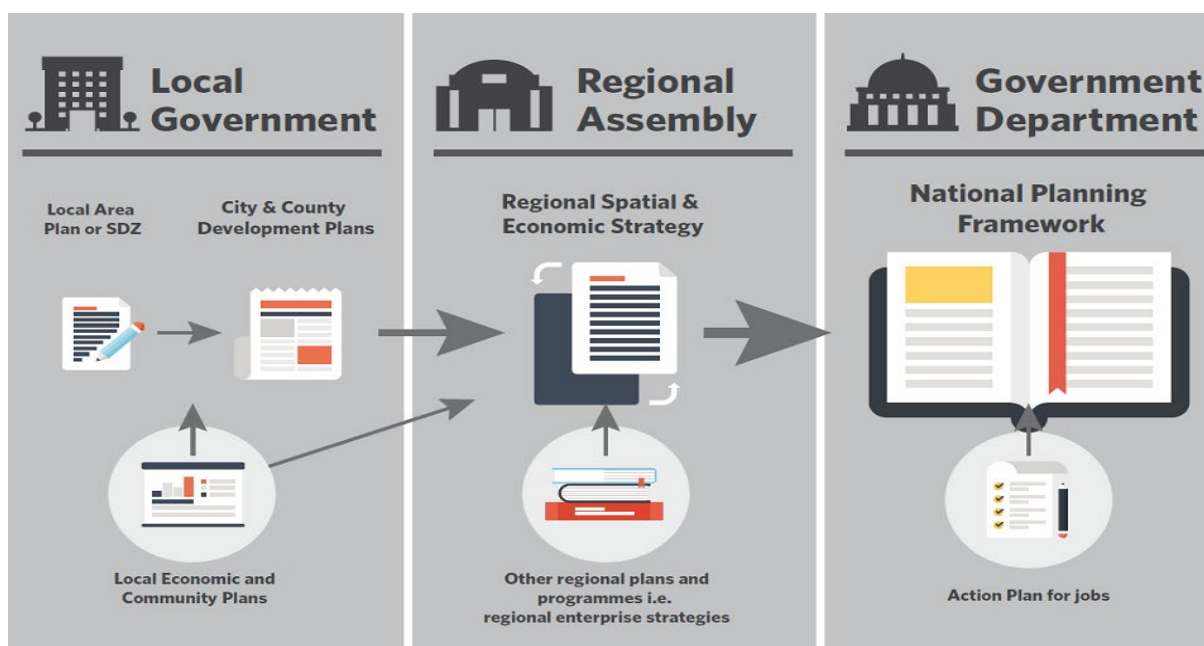 Local
Government
Local Area
Plan or SDZ
City & County
Development Plans
Local Economic and
Community Plans
Regional
Assembly
Regional Spatial &
Economic Strategy
Other regional plans and
programmes i.e.
regional enterprise strategies
Government
Department
National Planning
Framework
Action Plan for jobs